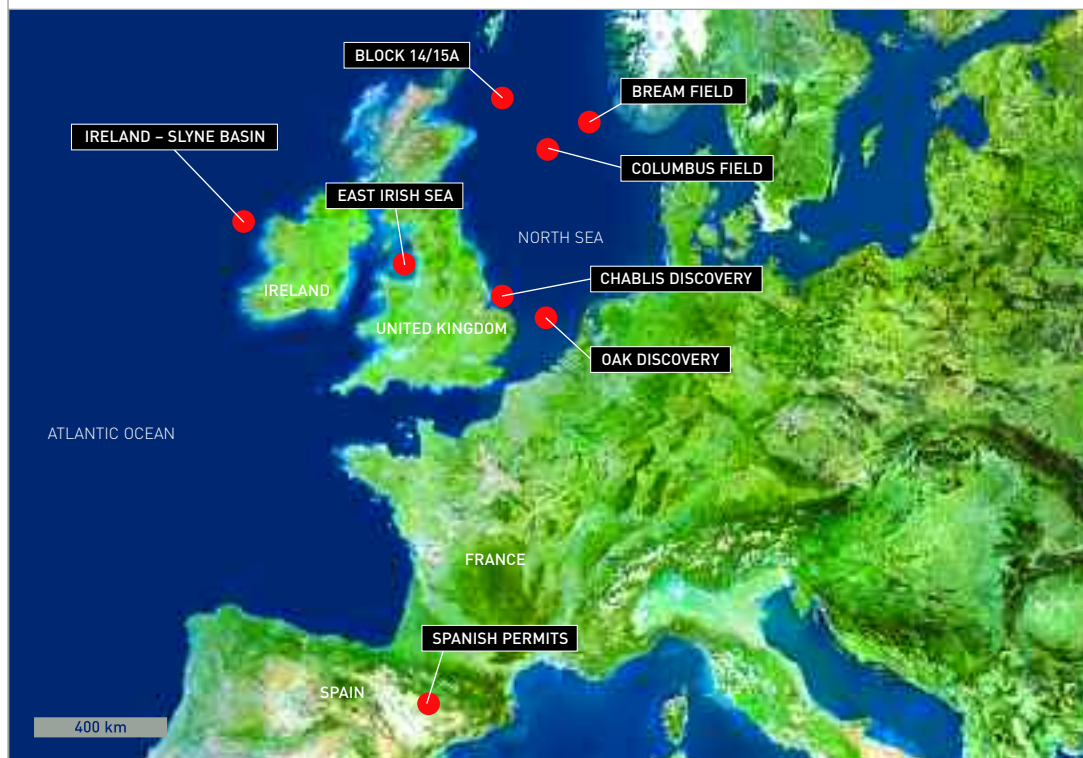 BLOCK 14/15A
BREAM FIELD
IRELAND – SLYNE BASIN
COLUMBUS FIELD
EAST IRISH SEA
NORTH SEA
CHABLIS DISCOVERY
IRELAND
UNITED KINGDOM
OAK DISCOVERY
ATLANTIC OCEAN
FRANCE
SPANISH PERMITS
SPAIN
400 km